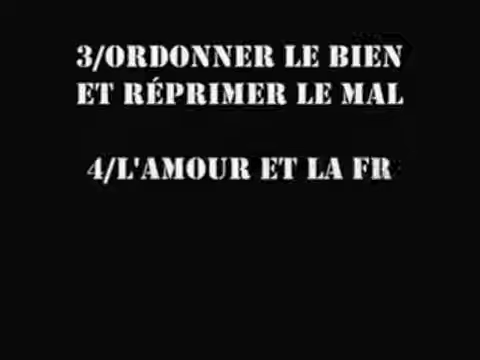 3/ORDONNER LE BIEN
ET RÉPRIMER LE MAL
4/L'AMOUR ET LA FR